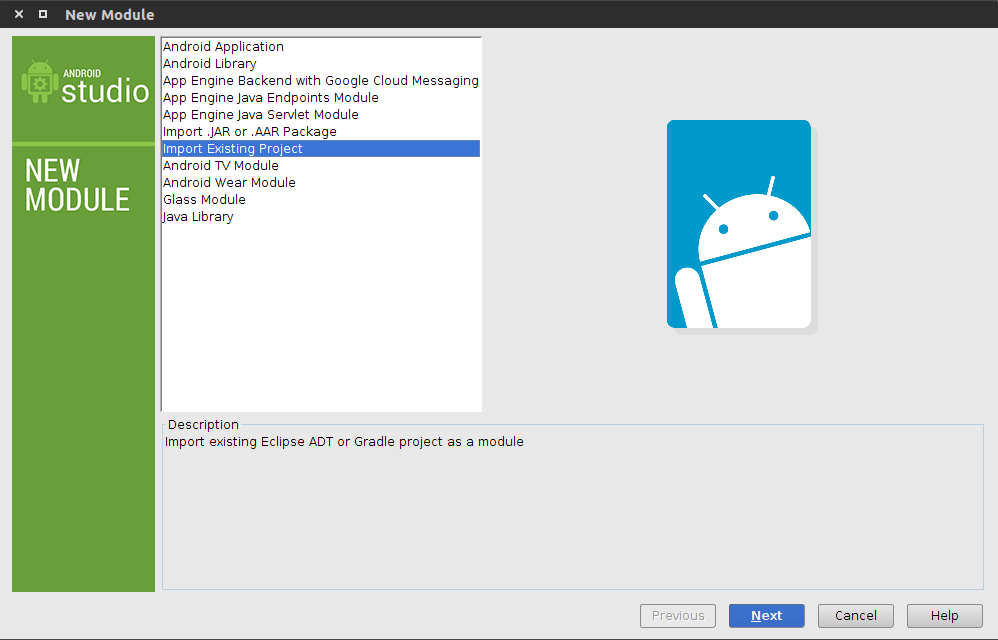 New Module
ANDROID
studio
NEW
MODULE
Android Application
Android Library
App Engine Backend with Google Cloud Messaging
App Engine Java Endpoints Module
App Engine Java Servlet Module
Import .JAR or .AAR Package
Import Existing Project
Android TV Module
Android Wear Module
Glass Module
Java Library
Description
Import existing Eclipse ADT or Gradle project as a module
Previous
Next
Cancel
Help